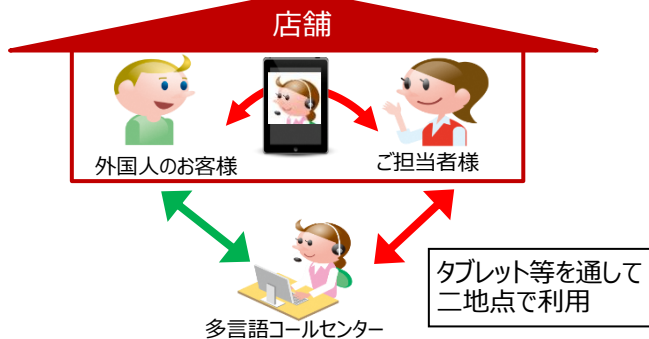 店舗
外国人のお客様
ご担当者様
タブレット等を通して
二地点で利用
多言語コールセンター